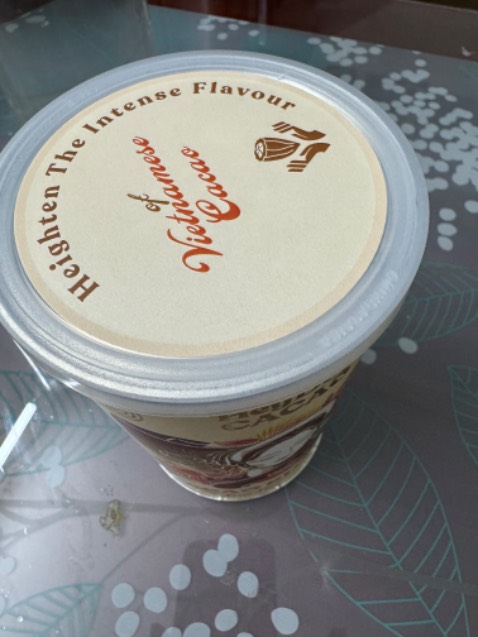 Heighten The Intense Flavour
of
Vietnamese
Cacao
CACAO